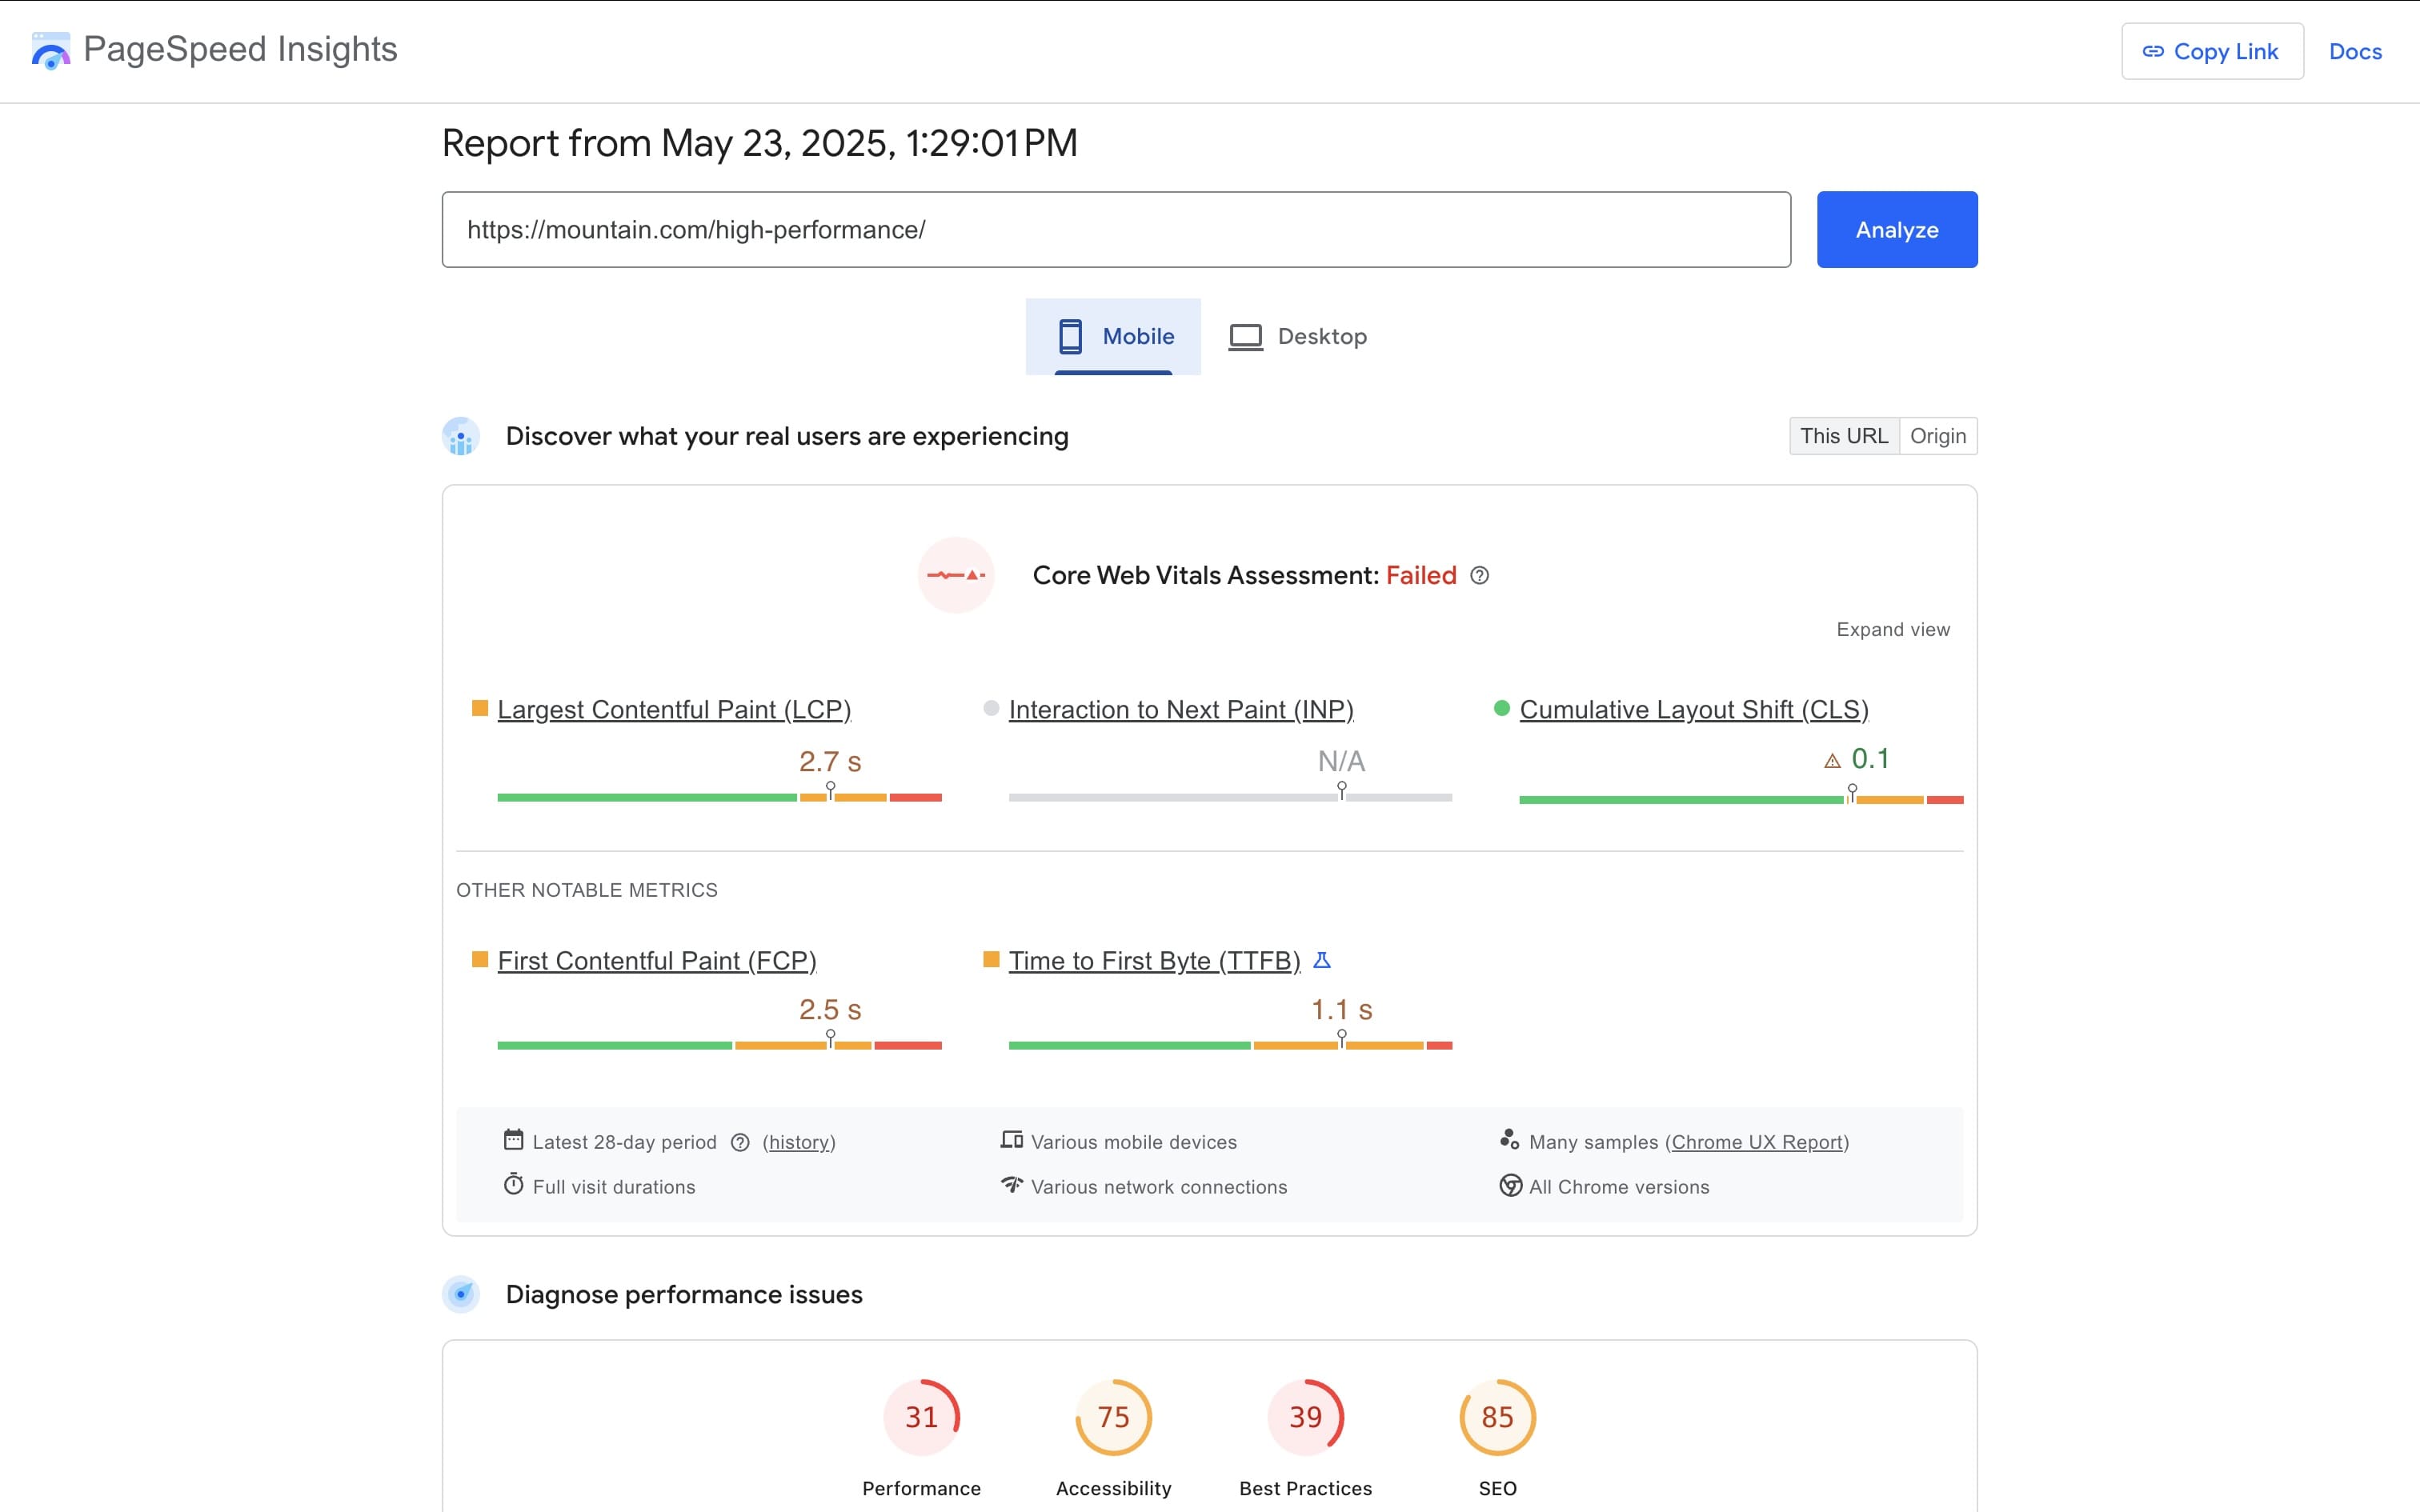 PageSpeed Insights
Copy Link
Docs
Report from May 23, 2025, 1:29:01 PM
https://mountain.com/high-performance/
Analyze
Mobile
Desktop
Discover what your real users are experiencing
This URL
Origin
Core Web Vitals Assessment: Failed
Expand view
Largest Contentful Paint (LCP)
2.7 s
Interaction to Next Paint (INP)
N/A
Cumulative Layout Shift (CLS)
0.1
OTHER NOTABLE METRICS
First Contentful Paint (FCP)
2.5 s
Time to First Byte (TTFB)
1.1 s
Latest 28-day period (history)
Various mobile devices
Many samples (Chrome UX Report)
Full visit durations
Various network connections
All Chrome versions
Diagnose performance issues
31
Performance
75
Accessibility
39
Best Practices
85
SEO